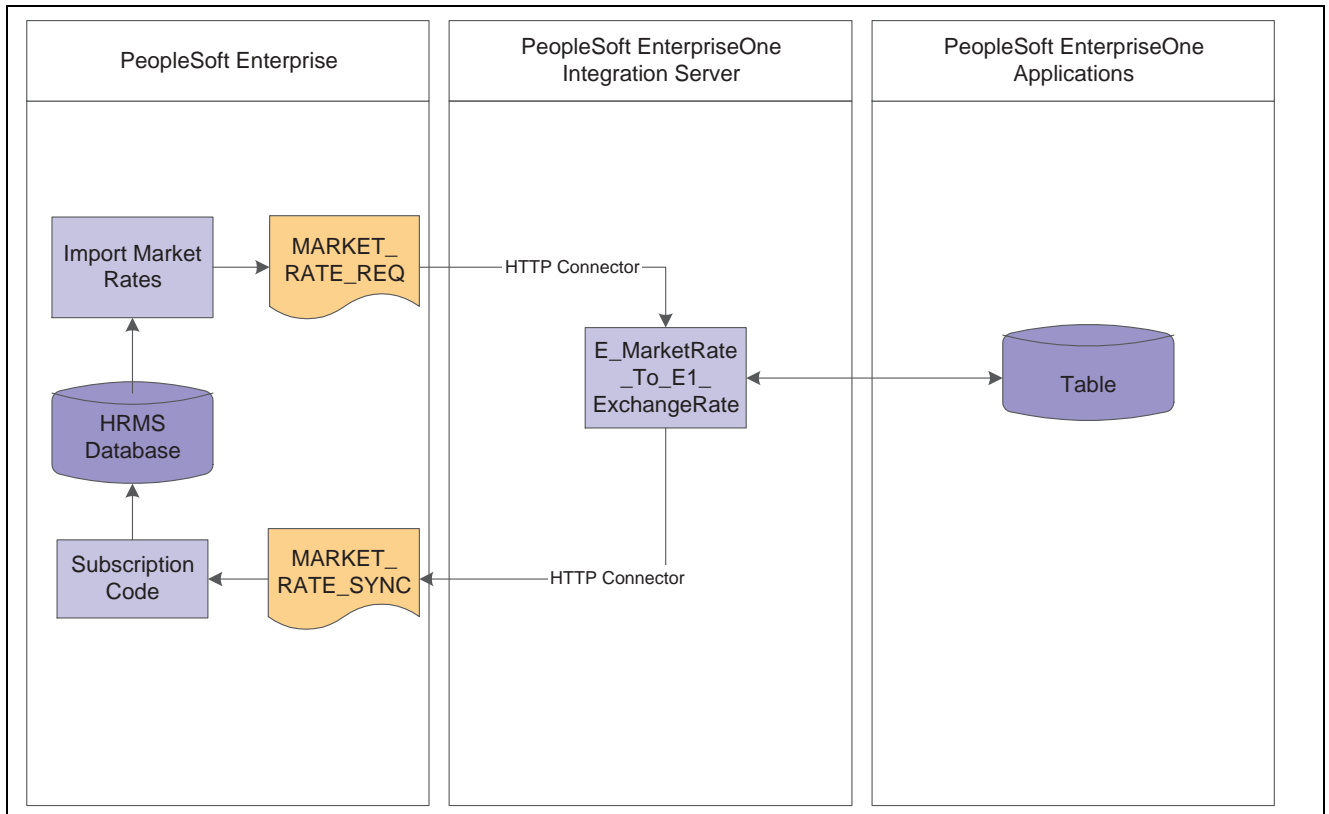 PeopleSoft Enterprise
PeopleSoft EnterpriseOne
Integration Server
PeopleSoft EnterpriseOne
Applications
Import Market
Rates
MARKET_
RATE_REQ
HTTP Connector
E_MarketRate
_To_E1_
ExchangeRate
Table
HRMS
Database
Subscription
Code
MARKET_
RATE_SYNC
HTTP Connector